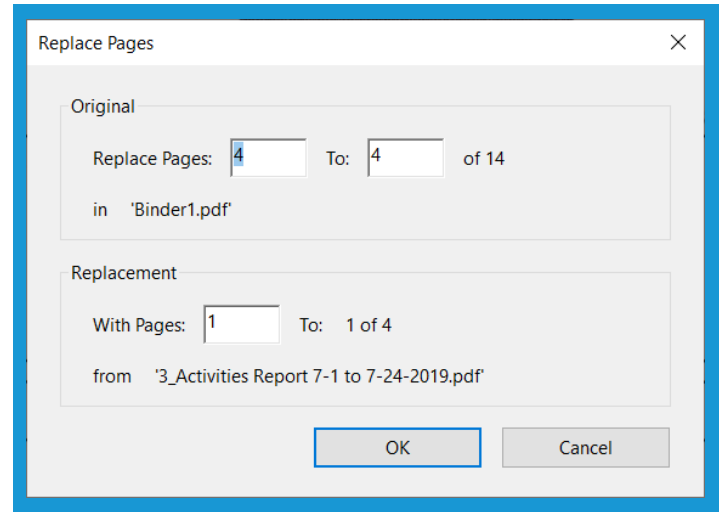 Replace Pages
Original
Replace Pages: 4 To: 4 of 14
in 'Binder1.pdf'
Replacement
With Pages: 1 To: 1 of 4
from '3_Activities Report 7-1 to 7-24-2019.pdf'
OK Cancel